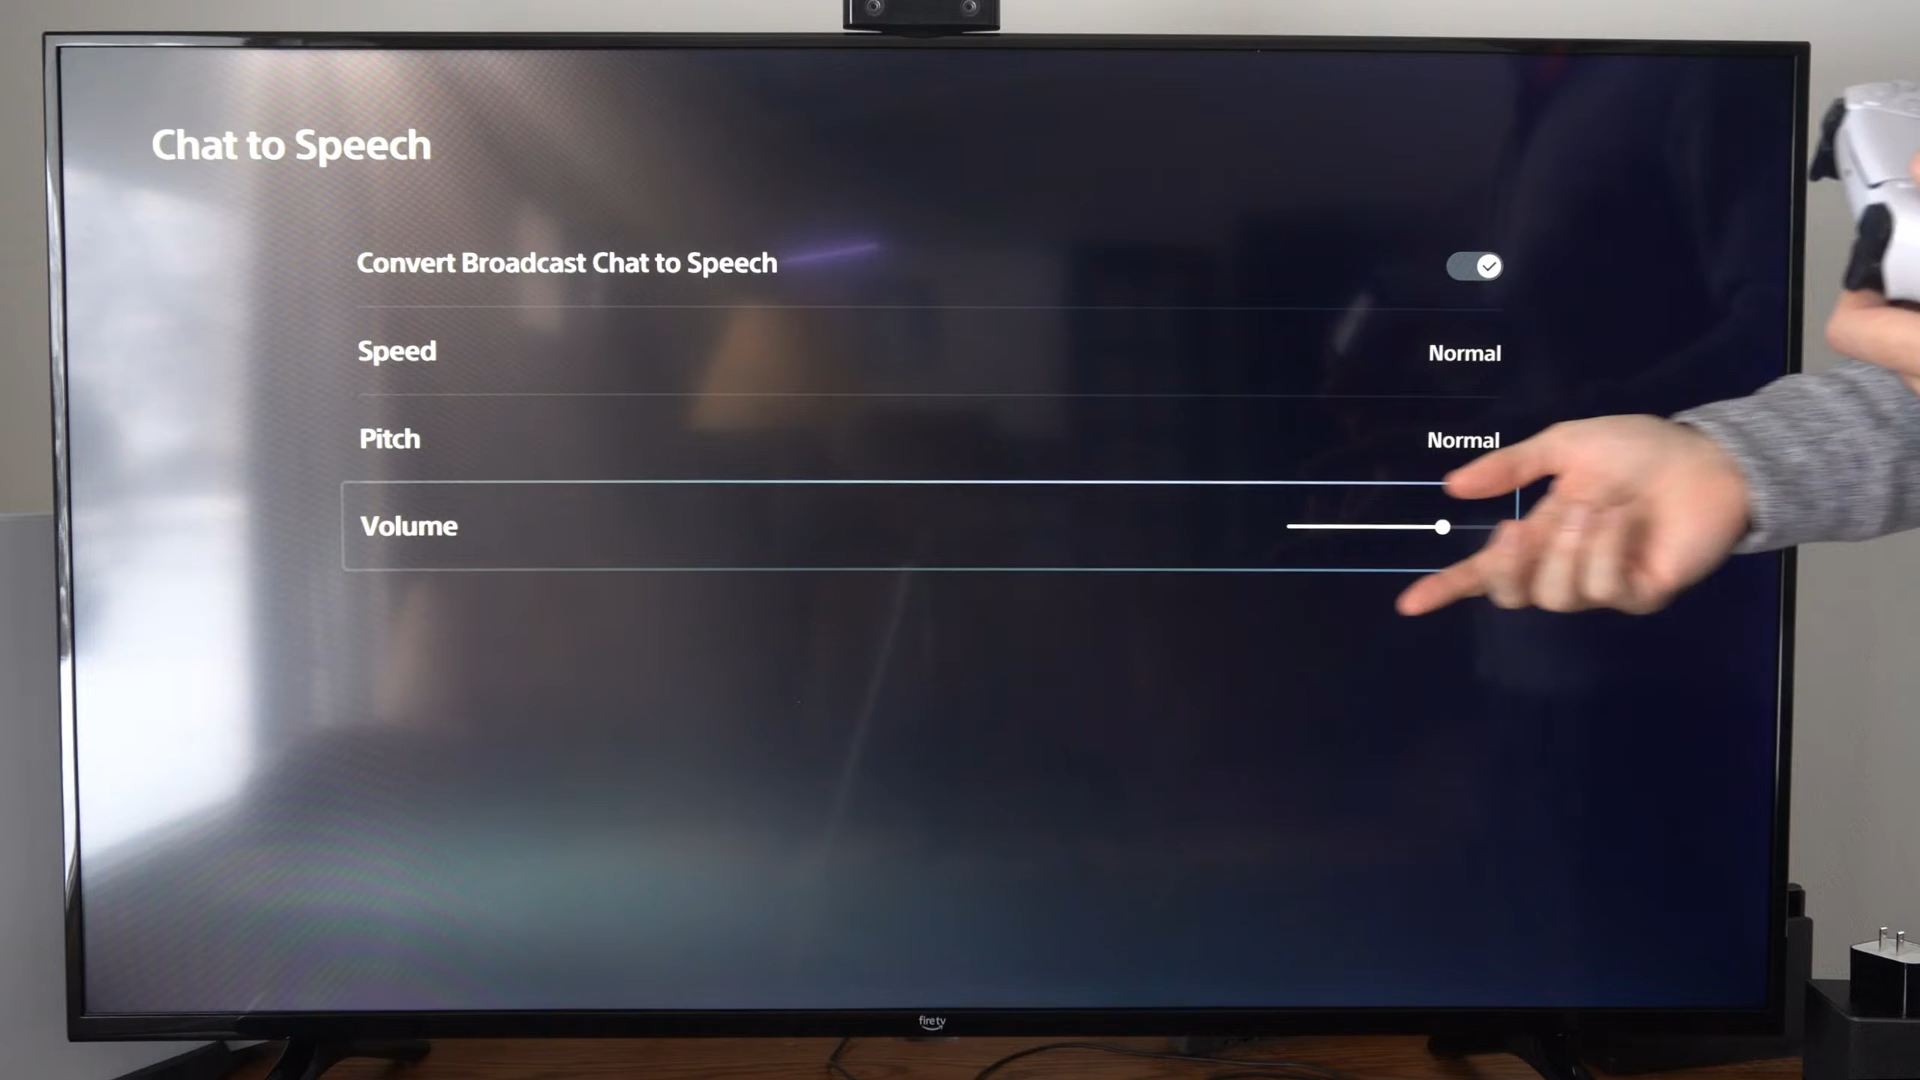 Chat to Speech
Convert Broadcast Chat to Speech
Speed Normal
Pitch Normal
Volume
firetv